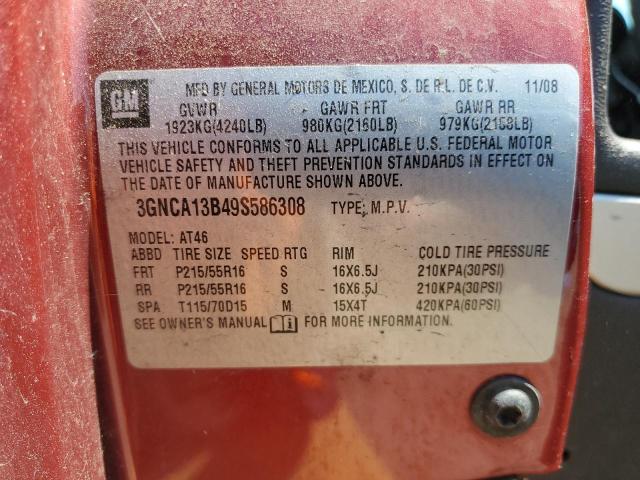 GM
MFD BY GENERAL MOTORS DE MEXICO, S. DE R.L. DE C.V. 11/08
GVWR GAWR FRT GAWR RR
1923KG(4240LB) 980KG(2160LB) 979KG(2158LB)
THIS VEHICLE CONFORMS TO ALL APPLICABLE U.S. FEDERAL MOTOR
VEHICLE SAFETY AND THEFT PREVENTION STANDARDS IN EFFECT ON
THE DATE OF MANUFACTURE SHOWN ABOVE.
3GNCA13B49S586308 TYPE; M.P.V.
MODEL: AT46
ABBD TIRE SIZE SPEED RTG RIM COLD TIRE PRESSURE
FRT P215/55R16 S 16X6.5J 210KPA(30PSI)
RR P215/55R16 S 16X6.5J 210KPA(30PSI)
SPA T115/70D15 M 15X4T 420KPA(60PSI)
SEE OWNER'S MANUAL FOR MORE INFORMATION.